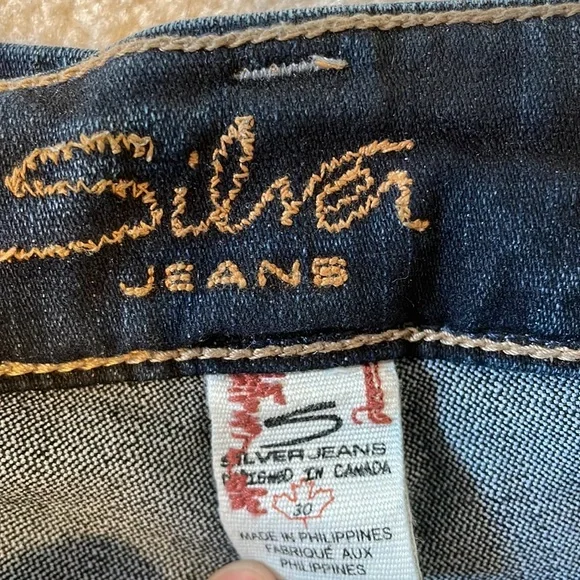 Silver
JEANS
S
SILVER JEANS
DESIGNED IN CANADA
30
MADE IN PHILIPPINES
FABRIQUÉ AUX
PHILIPPINES